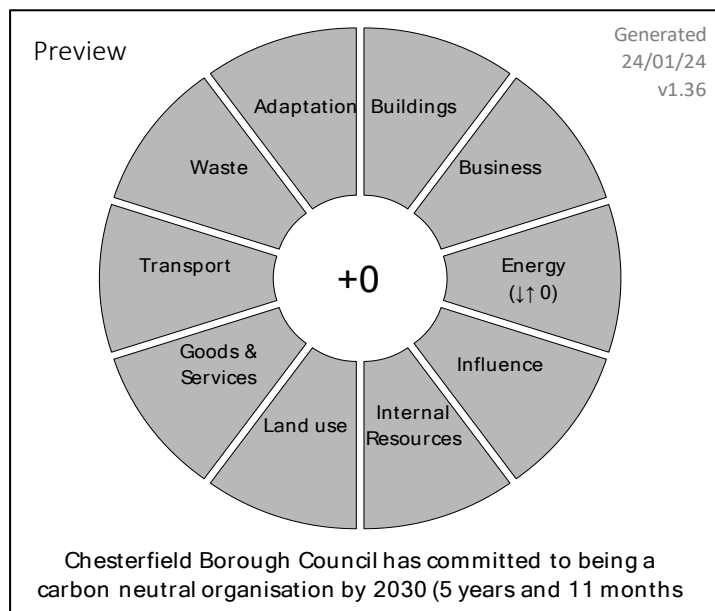 Preview
Generated
24/01/24
v1.36
Adaptation
Buildings
Waste
Business
Transport
+0
Energy
(↓↑ 0)
Goods &
Services
Influence
Land use
Internal
Resources
Chesterfield Borough Council has committed to being a
carbon neutral organisation by 2030 (5 years and 11 months